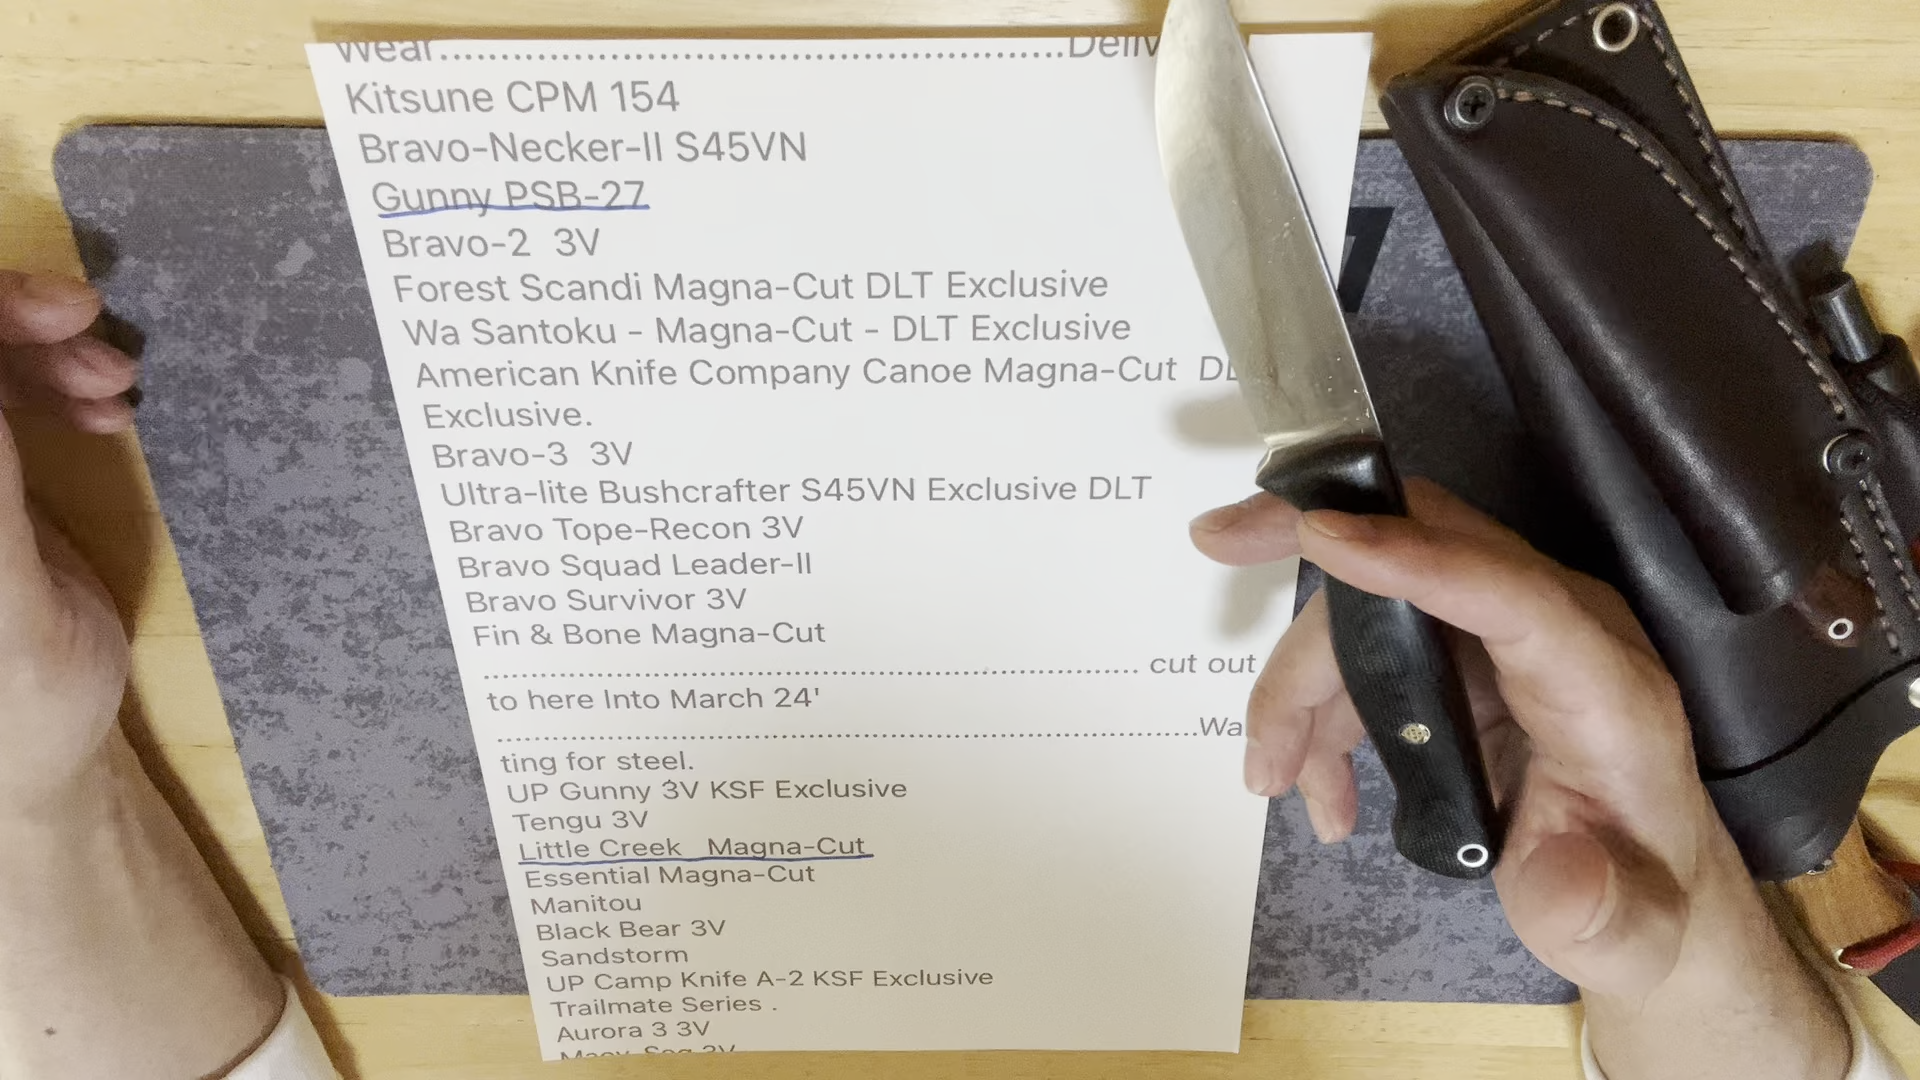 Wear..........................................................................Deliv
Kitsune CPM 154
Bravo-Necker-II S45VN
Gunny PSB-27
Bravo-2 3V
Forest Scandi Magna-Cut DLT Exclusive
Wa Santoku - Magna-Cut - DLT Exclusive
American Knife Company Canoe Magna-Cut DL
Exclusive.
Bravo-3 3V
Ultra-lite Bushcrafter S45VN Exclusive DLT
Bravo Tope-Recon 3V
Bravo Squad Leader-II
Bravo Survivor 3V
Fin & Bone Magna-Cut
.......................................................................................... cut out
to here Into March 24'
................................................................................................Wa
ting for steel.
UP Gunny 3V KSF Exclusive
Tengu 3V
Little Creek Magna-Cut
Essential Magna-Cut
Manitou
Black Bear 3V
Sandstorm
UP Camp Knife A-2 KSF Exclusive
Trailmate Series .
Aurora 3 3V